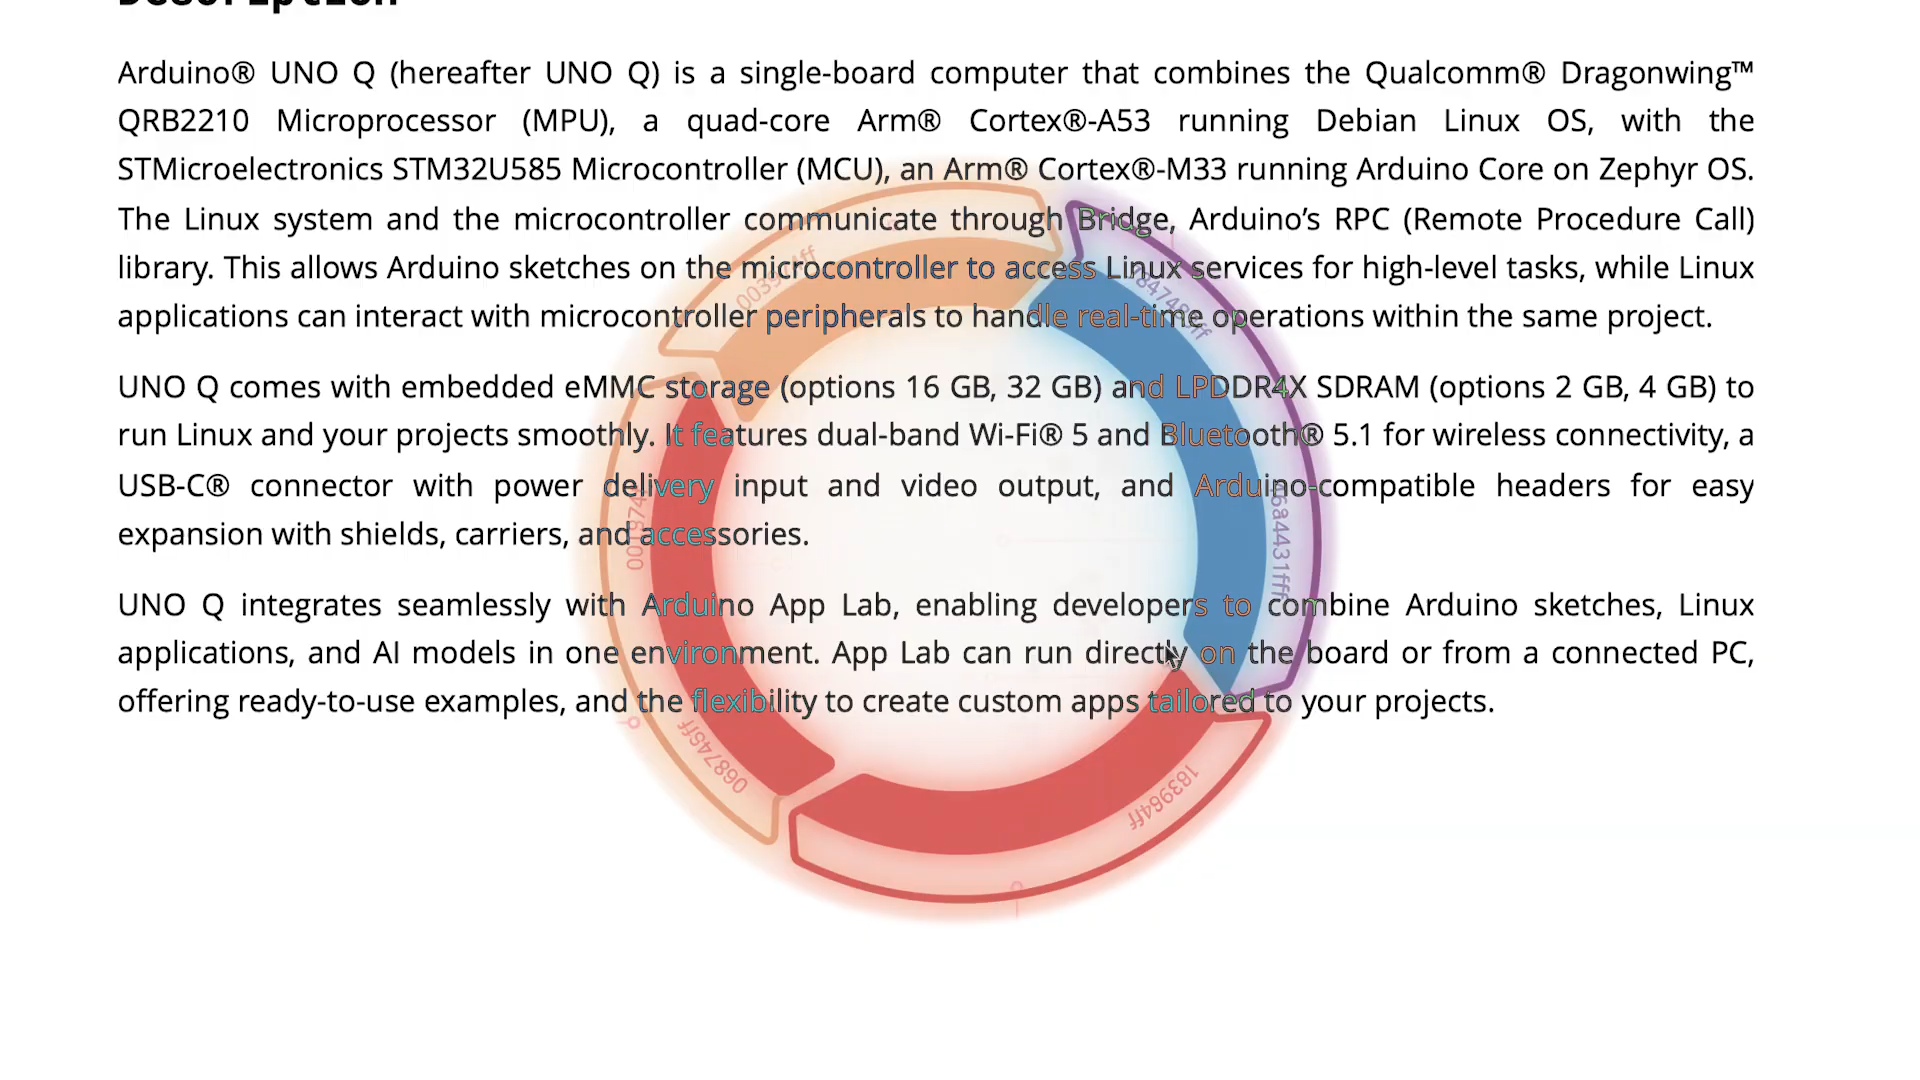 Description
Arduino® UNO Q (hereafter UNO Q) is a single-board computer that combines the Qualcomm® Dragonwing™
QRB2210 Microprocessor (MPU), a quad-core Arm® Cortex®-A53 running Debian Linux OS, with the
STMicroelectronics STM32U585 Microcontroller (MCU), an Arm® Cortex®-M33 running Arduino Core on Zephyr OS.
The Linux system and the microcontroller communicate through Bridge, Arduino’s RPC (Remote Procedure Call)
library. This allows Arduino sketches on the microcontroller to access Linux services for high-level tasks, while Linux
applications can interact with microcontroller peripherals to handle real-time operations within the same project.
UNO Q comes with embedded eMMC storage (options 16 GB, 32 GB) and LPDDR4X SDRAM (options 2 GB, 4 GB) to
run Linux and your projects smoothly. It features dual-band Wi-Fi® 5 and Bluetooth® 5.1 for wireless connectivity, a
USB-C® connector with power delivery input and video output, and Arduino-compatible headers for easy
expansion with shields, carriers, and accessories.
UNO Q integrates seamlessly with Arduino App Lab, enabling developers to combine Arduino sketches, Linux
applications, and AI models in one environment. App Lab can run directly on the board or from a connected PC,
offering ready-to-use examples, and the flexibility to create custom apps tailored to your projects.
068745ff
183964ff